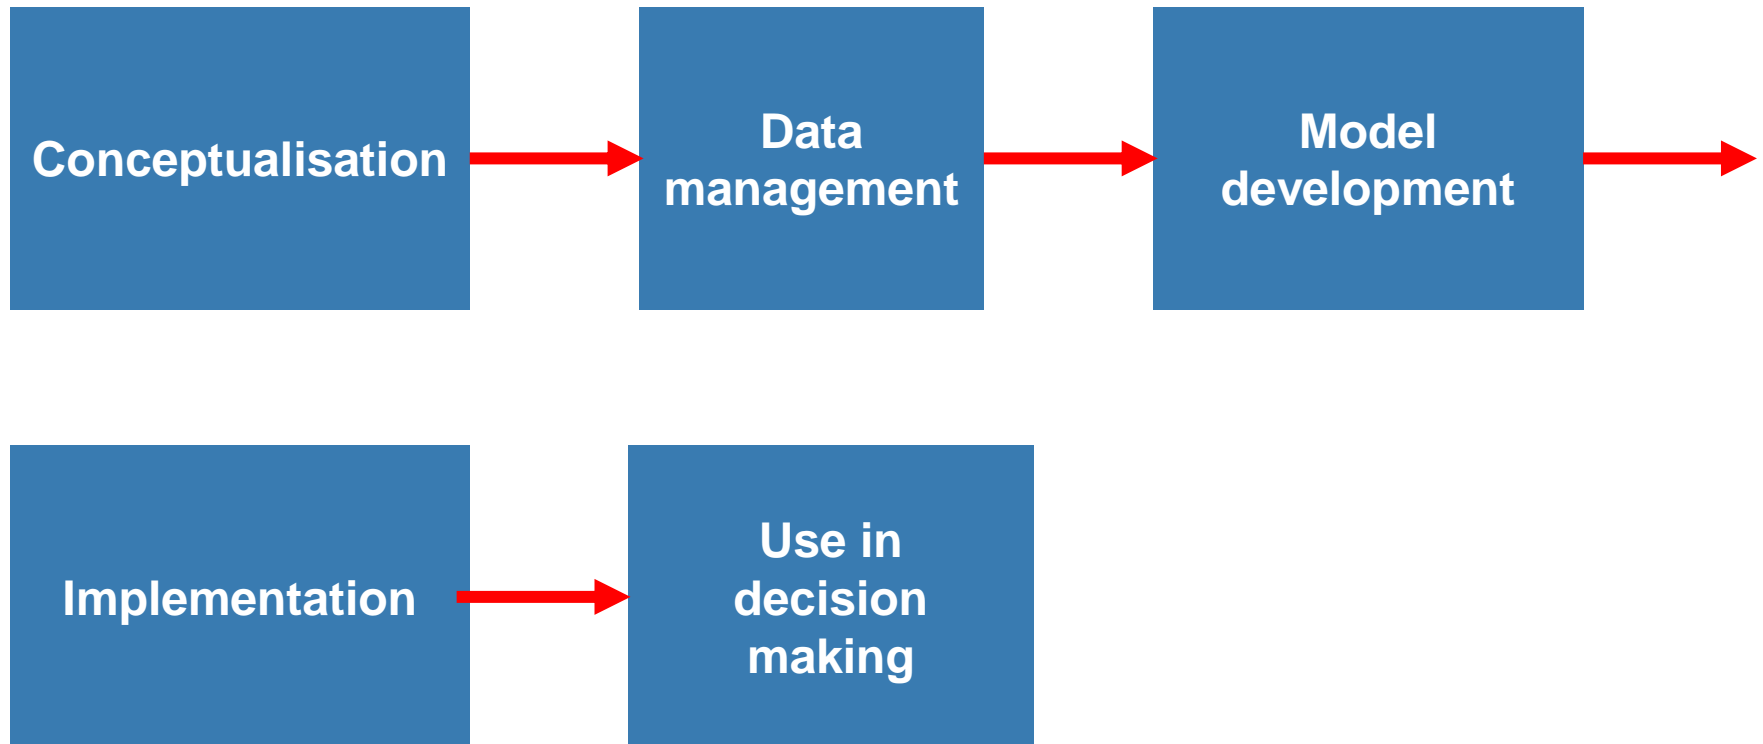 Conceptualisation
Data
management
Model
development
Implementation
Use in
decision
making